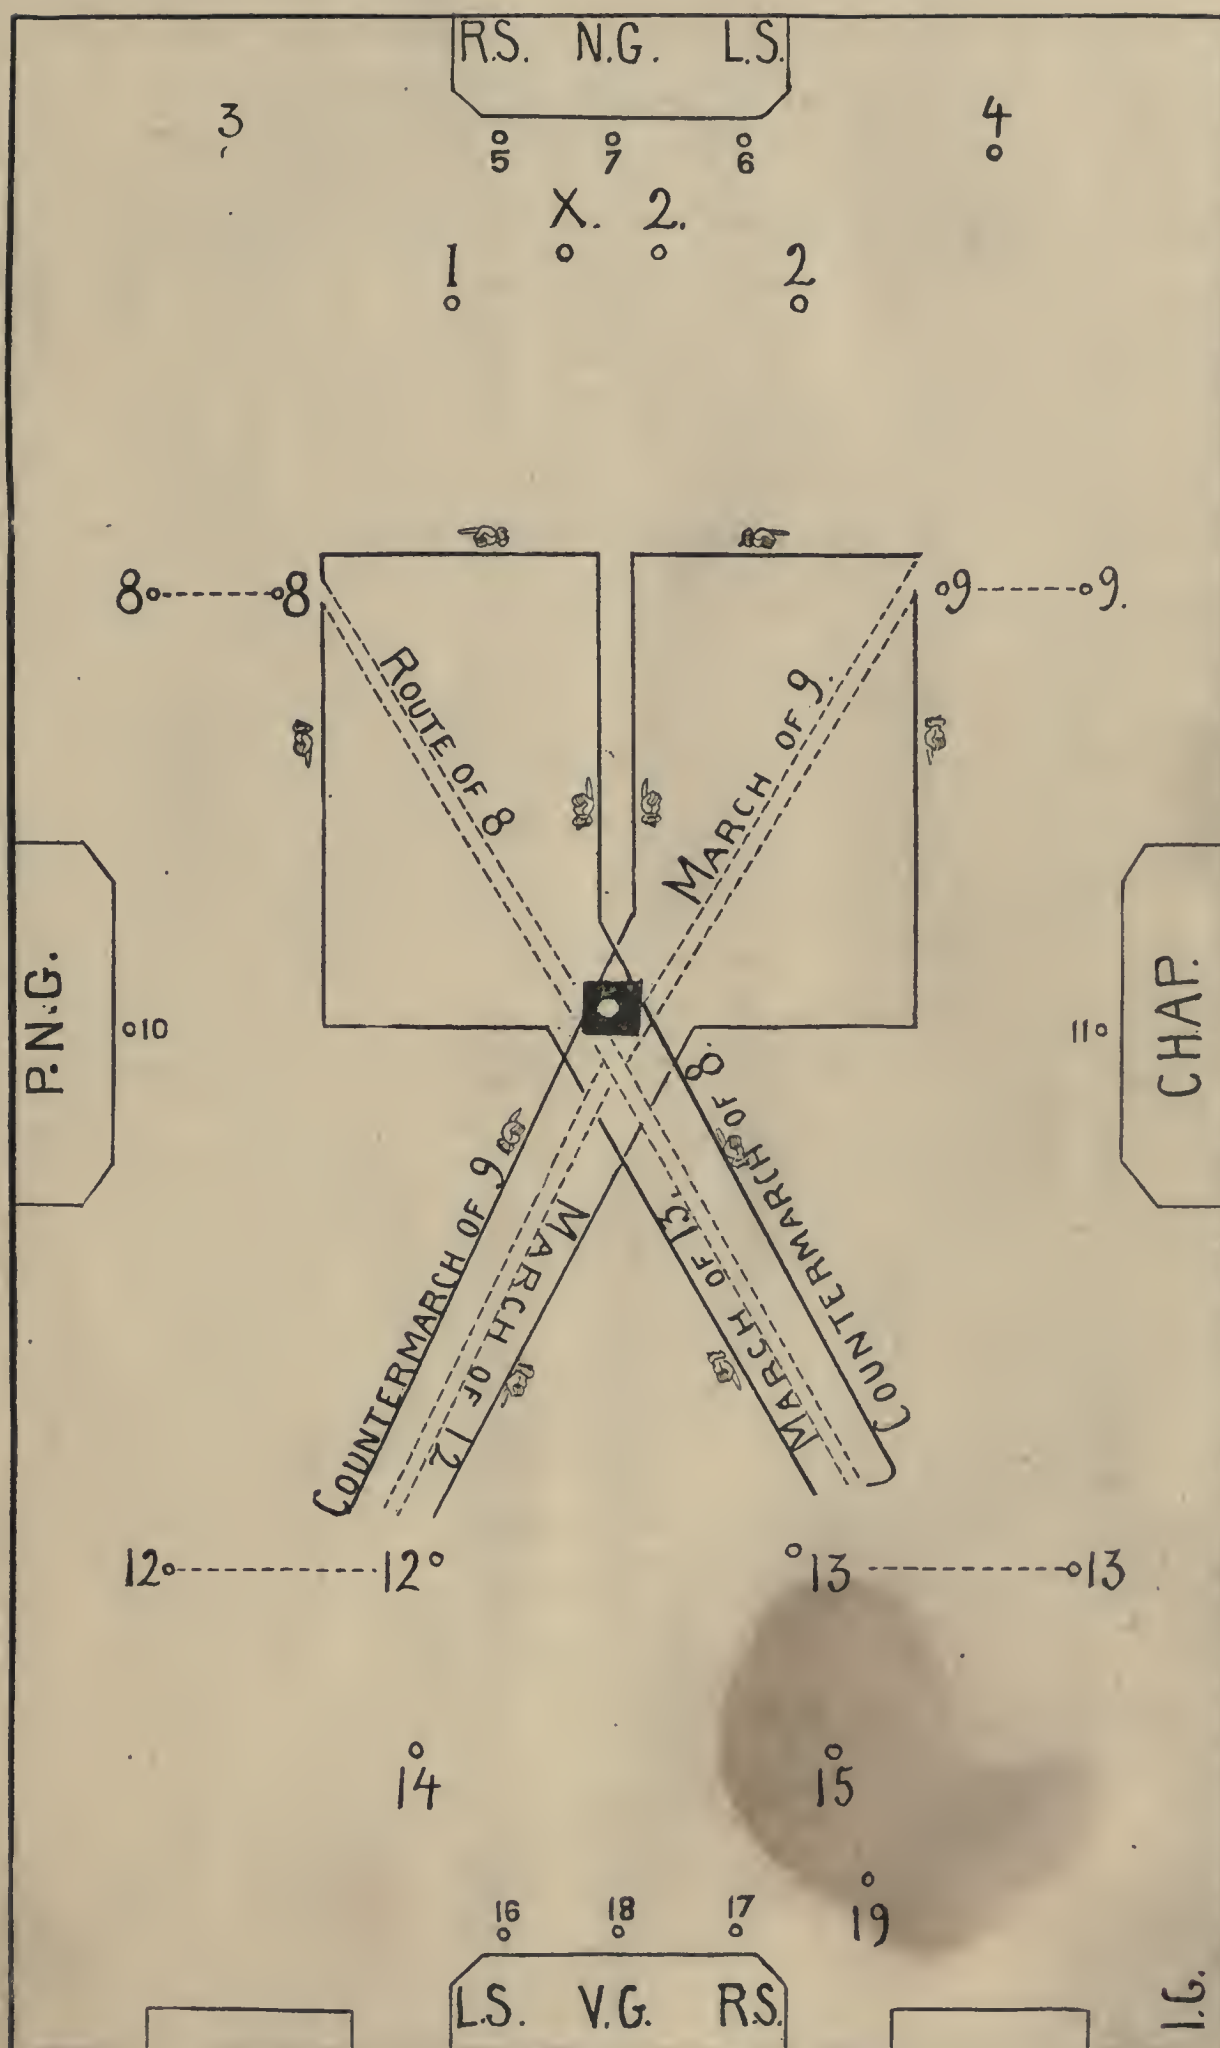 R.S. N.G. L.S.
3
4
5 7 6
X. 2.
1
2
8 8
9 9.
ROUTE OF 8
MARCH OF 9.
P.N.G.
10
11
CHAP.
COUNTERMARCH OF 9
MARCH OF 12
MARCH OF 13.
COUNTERMARCH OF 8
12 12
13 13
14
15
16 18 17
19
L.S. V.G. R.S.
I.G.